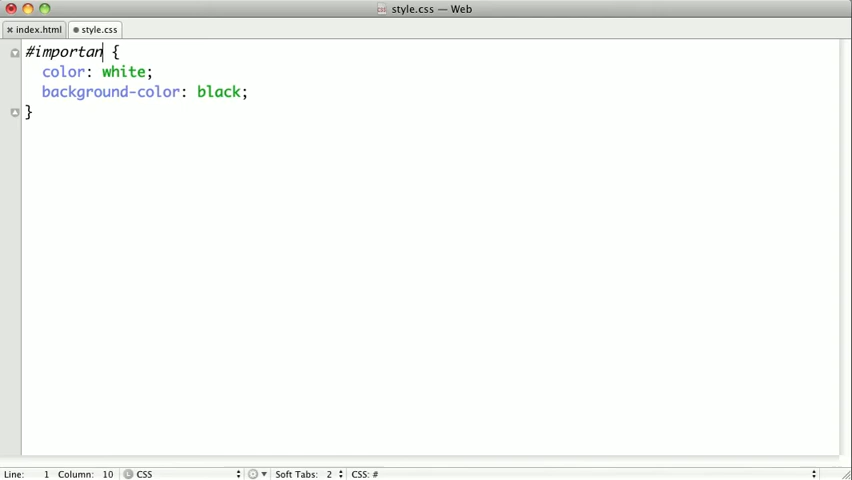 style.css — Web
index.html style.css
#importan {
color: white;
background-color: black;
}
Line: 1 Column: 10 CSS Soft Tabs: 2 CSS: #